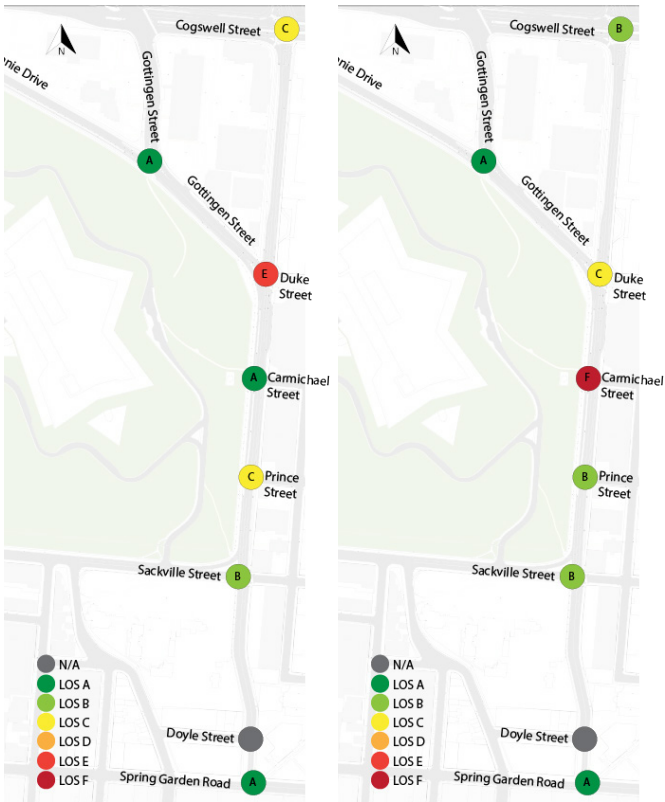 Cogswell Street
C
N
nie Drive
Gottingen Street
A
Gottingen Street
E
Duke
Street
A
Carmichael
Street
C
Prince
Street
Sackville Street
B
N/A
LOS A
LOS B
LOS C
LOS D
LOS E
LOS F
Doyle Street
Spring Garden Road
A
Cogswell Street
B
N
nie Drive
Gottingen Street
A
Gottingen Street
C
Duke
Street
F
Carmichael
Street
B
Prince
Street
Sackville Street
B
N/A
LOS A
LOS B
LOS C
LOS D
LOS E
LOS F
Doyle Street
Spring Garden Road
A